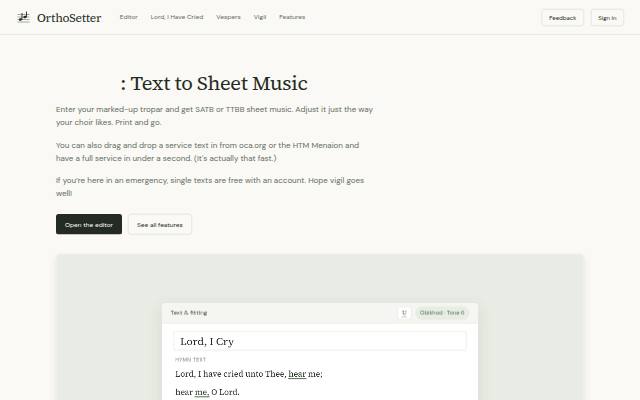 OrthoSetter
Editor
Lord, I Have Cried
Vespers
Vigil
Features
Feedback
Sign in
: Text to Sheet Music
Enter your marked-up tropar and get SATB or TTBB sheet music. Adjust it just the way
your choir likes. Print and go.
You can also drag and drop a service text in from oca.org or the HTM Menaion and
have a full service in under a second. (It's actually that fast.)
If you're here in an emergency, single texts are free with an account. Hope vigil goes
well!
Open the editor
See all features
Text & fitting
U
Obikhod · Tone 6
Lord, I Cry
HYMN TEXT
Lord, I have cried unto Thee, hear me;
hear me, O Lord.